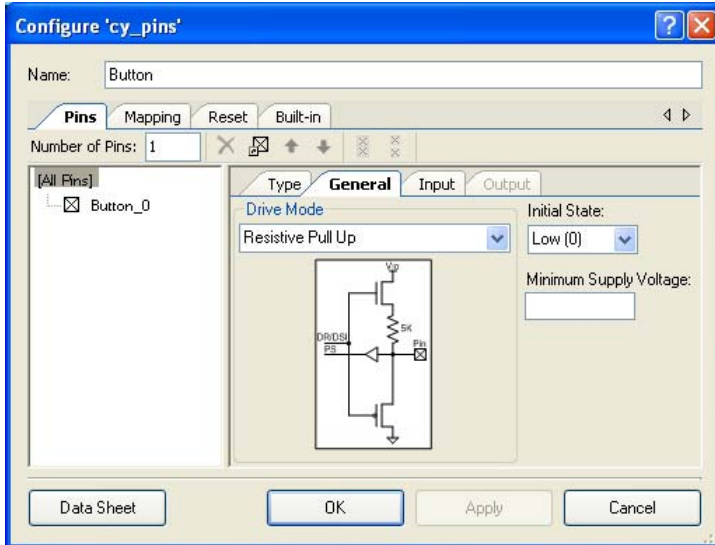 Configure 'cy_pins'
Name: Button
Pins Mapping Reset Built-in
Number of Pins: 1
[All Pins]
Button_0
Type General Input Output
Drive Mode
Resistive Pull Up
Initial State:
Low (0)
Minimum Supply Voltage:
Vio
5K
DR/DSI
PS
Pin
Data Sheet OK Apply Cancel